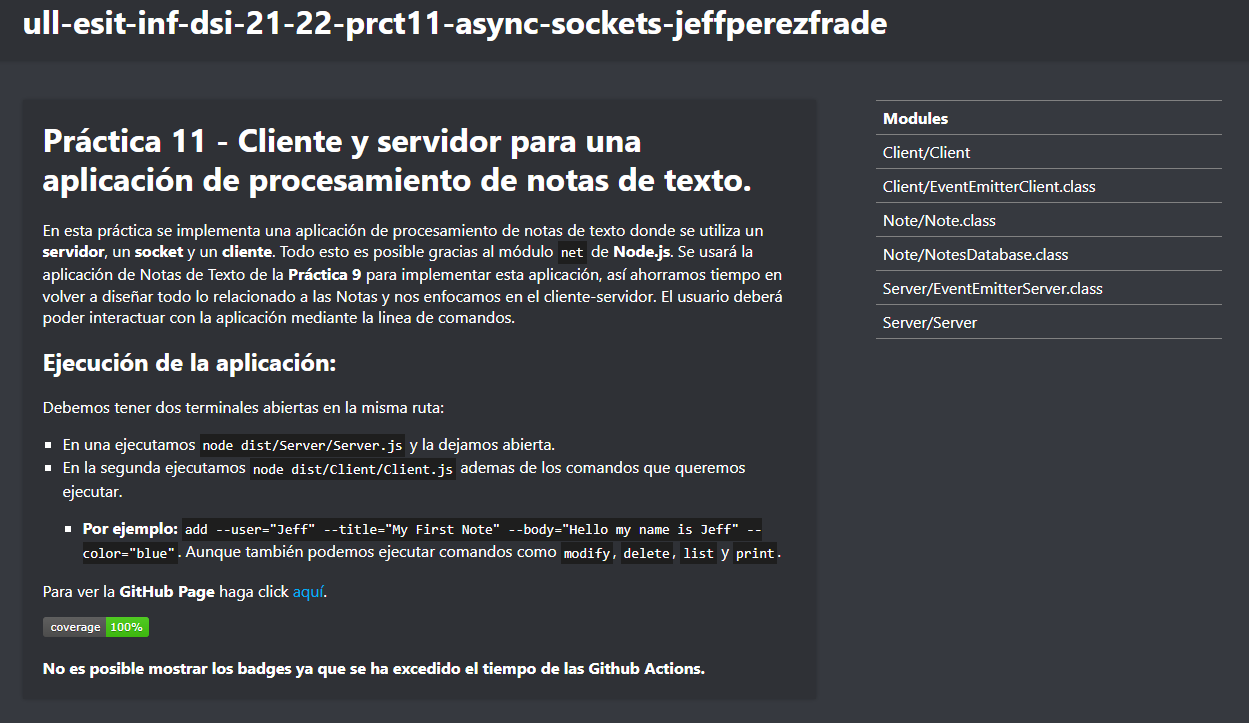 ull-esit-inf-dsi-21-22-prct11-async-sockets-jeffperezfrade
Práctica 11 - Cliente y servidor para una
aplicación de procesamiento de notas de texto.
En esta práctica se implementa una aplicación de procesamiento de notas de texto donde se utiliza un
servidor, un socket y un cliente. Todo esto es posible gracias al módulo net de Node.js. Se usará la
aplicación de Notas de Texto de la Práctica 9 para implementar esta aplicación, así ahorramos tiempo en
volver a diseñar todo lo relacionado a las Notas y nos enfocamos en el cliente-servidor. El usuario deberá
poder interactuar con la aplicación mediante la linea de comandos.
Ejecución de la aplicación:
Debemos tener dos terminales abiertas en la misma ruta:
En una ejecutamos node dist/Server/Server.js y la dejamos abierta.
En la segunda ejecutamos node dist/Client/Client.js ademas de los comandos que queremos
ejecutar.
Por ejemplo: add --user="Jeff" --title="My First Note" --body="Hello my name is Jeff" --
color="blue". Aunque también podemos ejecutar comandos como modify, delete, list y print.
Para ver la GitHub Page haga click aquí.
coverage 100%
No es posible mostrar los badges ya que se ha excedido el tiempo de las Github Actions.
Modules
Client/Client
Client/EventEmitterClient.class
Note/Note.class
Note/NotesDatabase.class
Server/EventEmitterServer.class
Server/Server